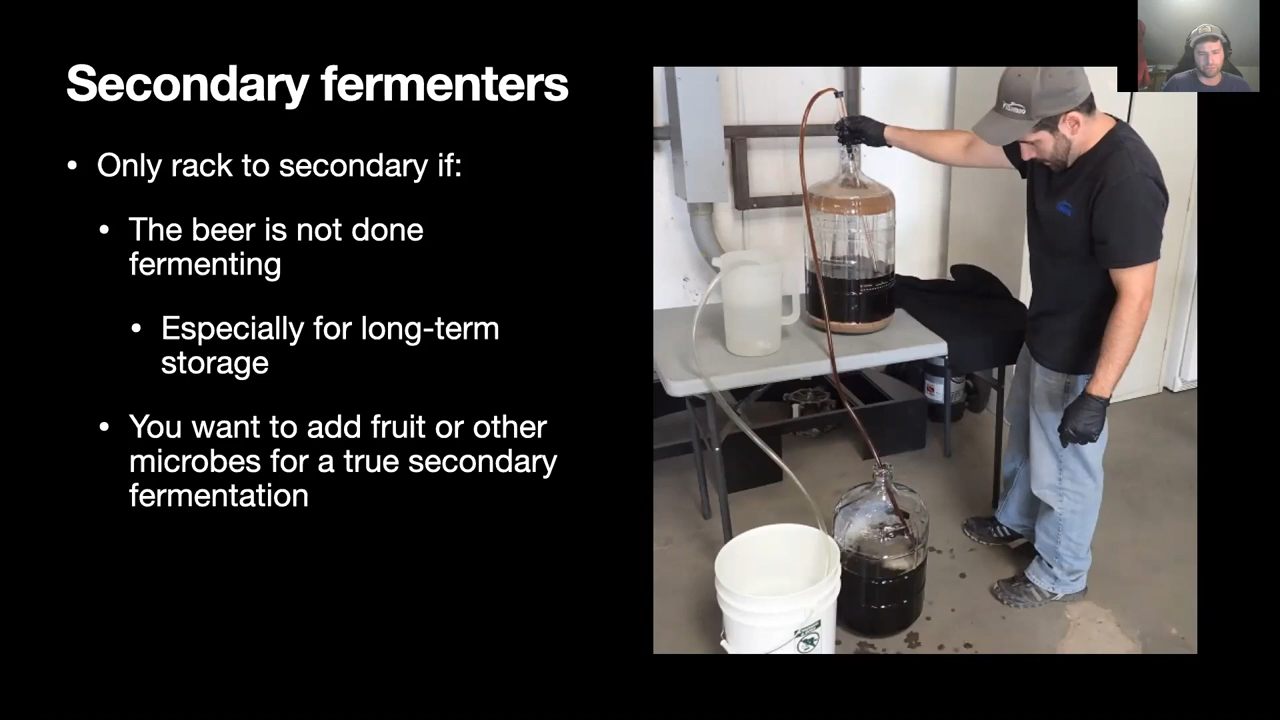 Secondary fermenters
• Only rack to secondary if:
• The beer is not done
fermenting
• Especially for long-term
storage
• You want to add fruit or other
microbes for a true secondary
fermentation